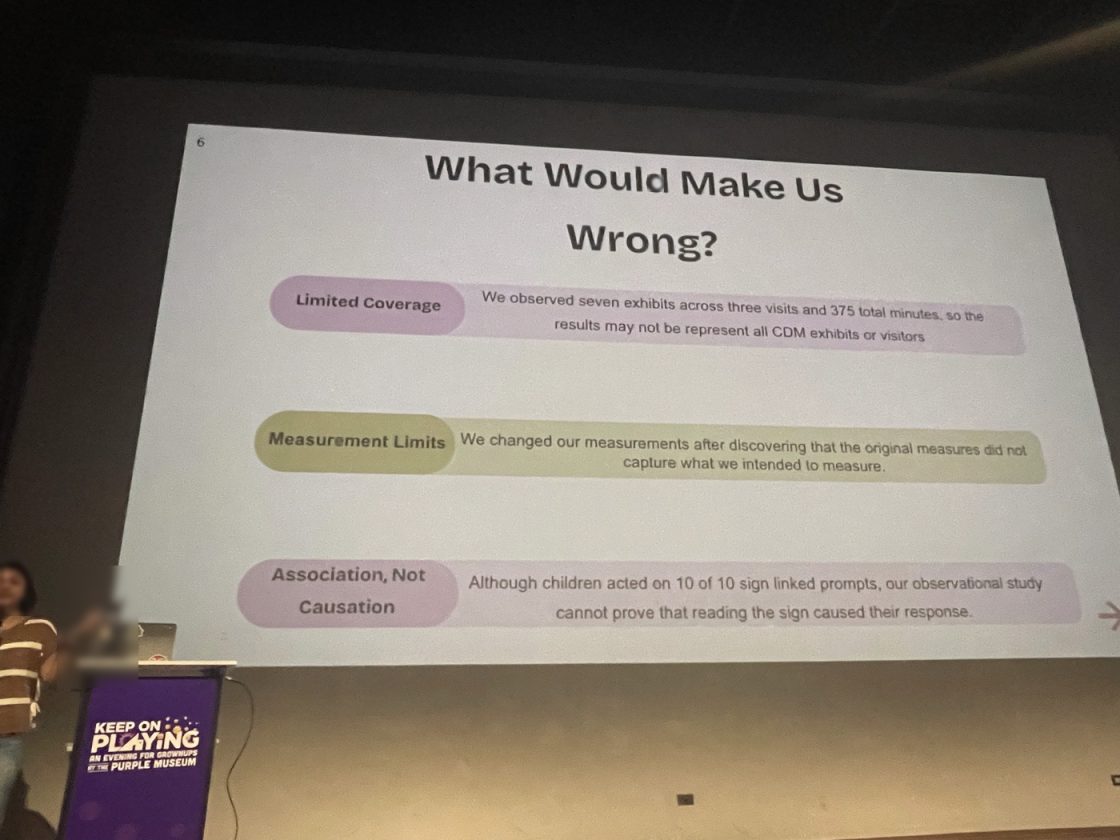 6
What Would Make Us
Wrong?
Limited Coverage
We observed seven exhibits across three visits and 375 total minutes, so the
results may not be represent all CDM exhibits or visitors
Measurement Limits
We changed our measurements after discovering that the original measures did not
capture what we intended to measure.
Association, Not
Causation
Although children acted on 10 of 10 sign linked prompts, our observational study
cannot prove that reading the sign caused their response.
KEEP ON
PLAYING
AN EVENING FOR GROWNUPS
BY THE PURPLE MUSEUM